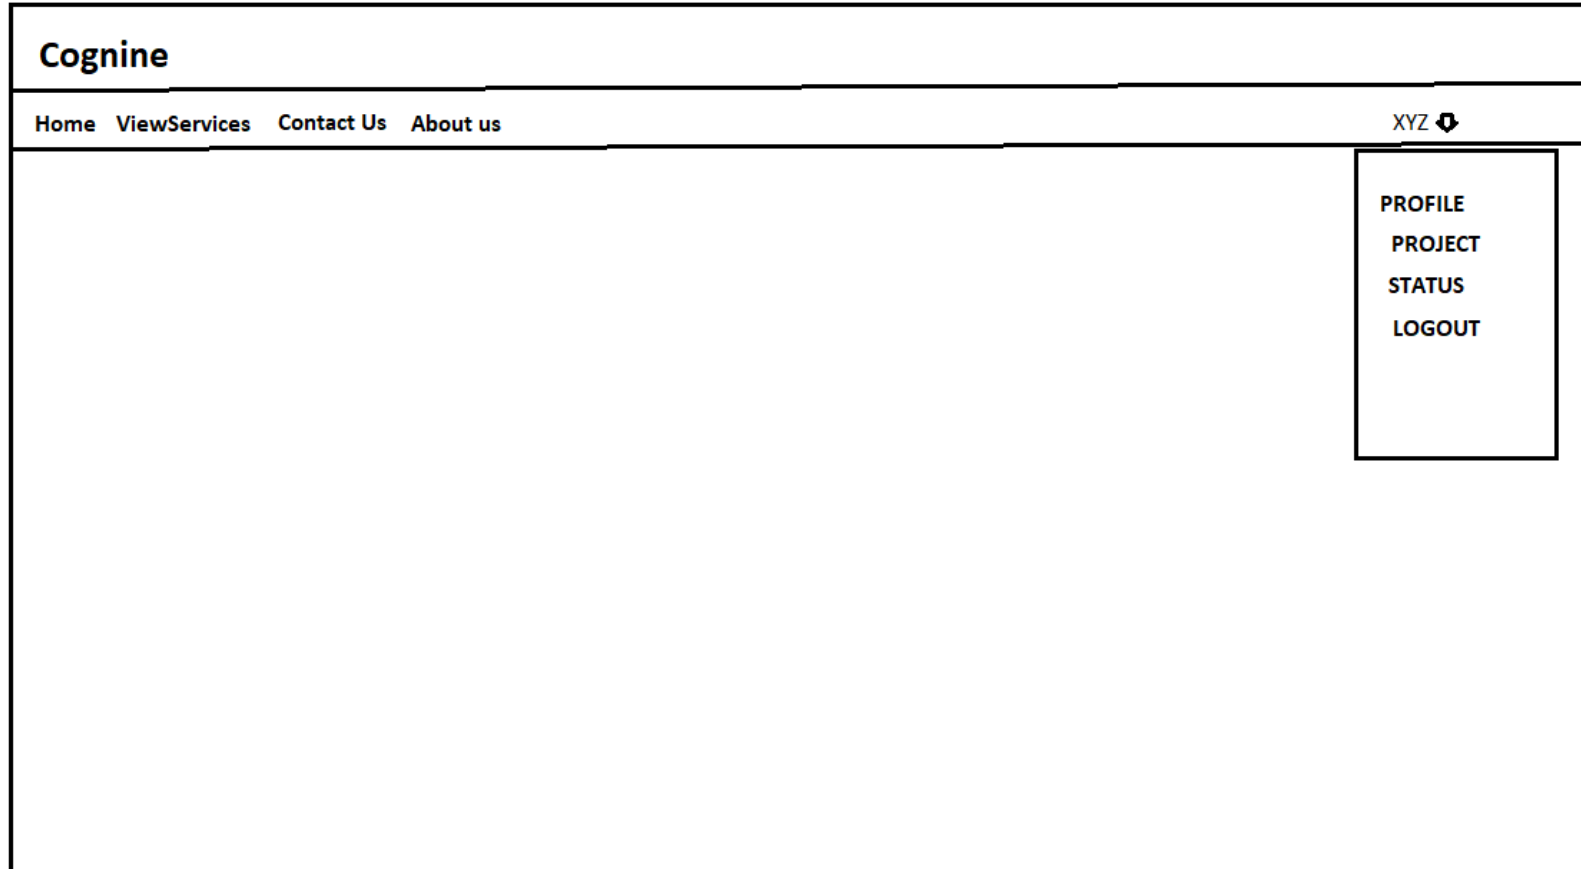 Cognine
Home ViewServices Contact Us About us XYZ
PROFILE
PROJECT
STATUS
LOGOUT